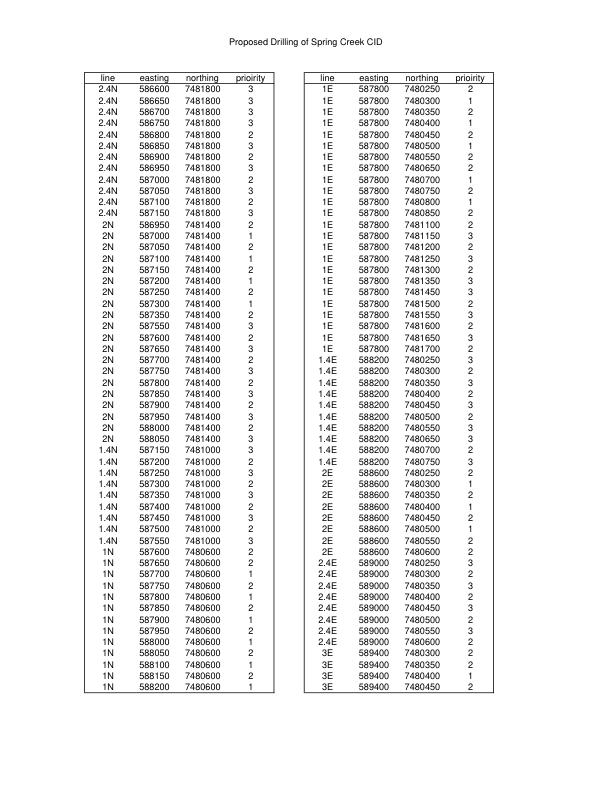 Proposed Drilling of Spring Creek CID
line easting northing prioirity
2.4N 586600 7481800 3
2.4N 586650 7481800 3
2.4N 586700 7481800 3
2.4N 586750 7481800 3
2.4N 586800 7481800 2
2.4N 586850 7481800 3
2.4N 586900 7481800 2
2.4N 586950 7481800 3
2.4N 587000 7481800 2
2.4N 587050 7481800 3
2.4N 587100 7481800 2
2.4N 587150 7481800 3
2N 586950 7481400 2
2N 587000 7481400 1
2N 587050 7481400 2
2N 587100 7481400 1
2N 587150 7481400 2
2N 587200 7481400 1
2N 587250 7481400 2
2N 587300 7481400 1
2N 587350 7481400 2
2N 587550 7481400 3
2N 587600 7481400 2
2N 587650 7481400 3
2N 587700 7481400 2
2N 587750 7481400 3
2N 587800 7481400 2
2N 587850 7481400 3
2N 587900 7481400 2
2N 587950 7481400 3
2N 588000 7481400 2
2N 588050 7481400 3
1.4N 587150 7481000 3
1.4N 587200 7481000 2
1.4N 587250 7481000 3
1.4N 587300 7481000 2
1.4N 587350 7481000 3
1.4N 587400 7481000 2
1.4N 587450 7481000 3
1.4N 587500 7481000 2
1.4N 587550 7481000 3
1N 587600 7480600 2
1N 587650 7480600 2
1N 587700 7480600 1
1N 587750 7480600 2
1N 587800 7480600 1
1N 587850 7480600 2
1N 587900 7480600 1
1N 587950 7480600 2
1N 588000 7480600 1
1N 588050 7480600 2
1N 588100 7480600 1
1N 588150 7480600 2
1N 588200 7480600 1
line easting northing prioirity
1E 587800 7480250 2
1E 587800 7480300 1
1E 587800 7480350 2
1E 587800 7480400 1
1E 587800 7480450 2
1E 587800 7480500 1
1E 587800 7480550 2
1E 587800 7480650 2
1E 587800 7480700 1
1E 587800 7480750 2
1E 587800 7480800 1
1E 587800 7480850 2
1E 587800 7481100 2
1E 587800 7481150 3
1E 587800 7481200 2
1E 587800 7481250 3
1E 587800 7481300 2
1E 587800 7481350 3
1E 587800 7481450 3
1E 587800 7481500 2
1E 587800 7481550 3
1E 587800 7481600 2
1E 587800 7481650 3
1E 587800 7481700 2
1.4E 588200 7480250 3
1.4E 588200 7480300 2
1.4E 588200 7480350 3
1.4E 588200 7480400 2
1.4E 588200 7480450 3
1.4E 588200 7480500 2
1.4E 588200 7480550 3
1.4E 588200 7480650 3
1.4E 588200 7480700 2
1.4E 588200 7480750 3
2E 588600 7480250 2
2E 588600 7480300 1
2E 588600 7480350 2
2E 588600 7480400 1
2E 588600 7480450 2
2E 588600 7480500 1
2E 588600 7480550 2
2E 588600 7480600 2
2.4E 589000 7480250 3
2.4E 589000 7480300 2
2.4E 589000 7480350 3
2.4E 589000 7480400 2
2.4E 589000 7480450 3
2.4E 589000 7480500 2
2.4E 589000 7480550 3
2.4E 589000 7480600 2
3E 589400 7480300 2
3E 589400 7480350 2
3E 589400 7480400 1
3E 589400 7480450 2